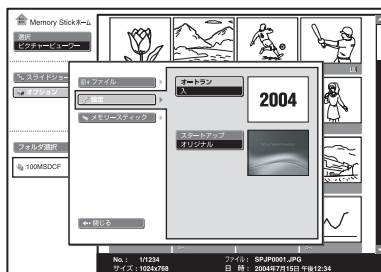 Memory Stickホーム
選択
ピクチャービューワー
スライドショー
オプション
ファイル
設定
メモリースティック
オートラン
入
2004
スタートアップ
オリジナル
フォルダ選択
100MSDCF
閉じる
No.： 1/1234
ファイル： SPJP0001.JPG
サイズ：1024x768
日　時： 2004年7月15日 午後12:34